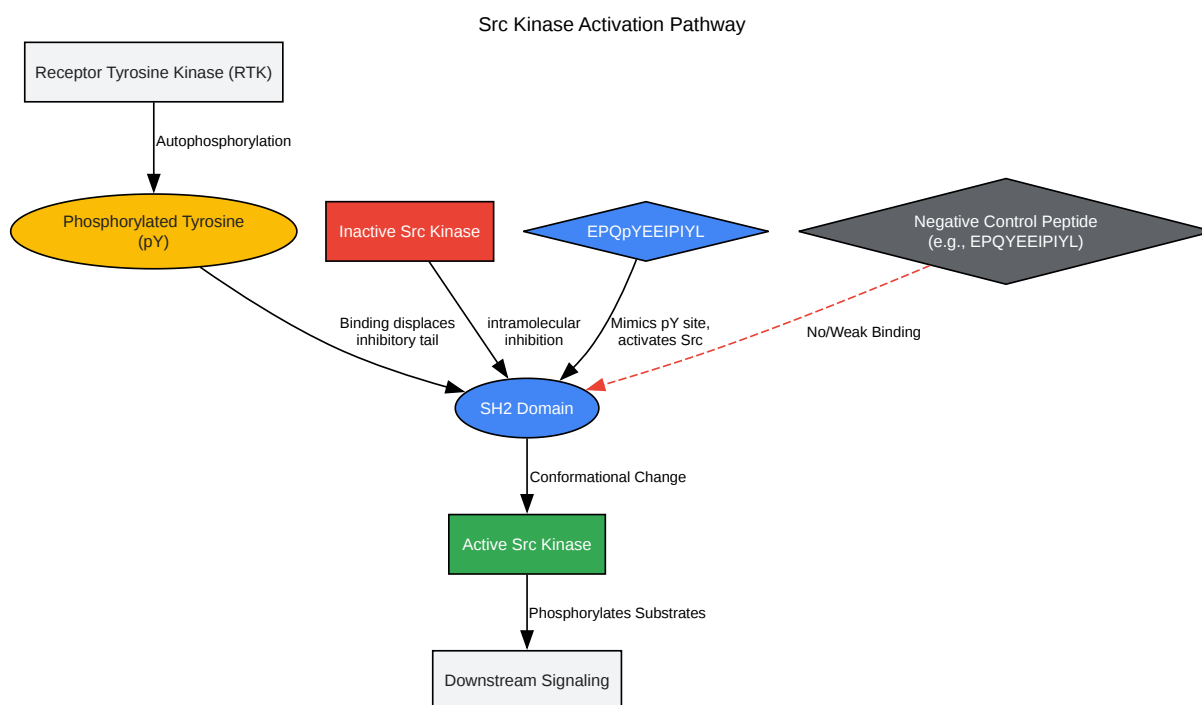 Src Kinase Activation Pathway
Receptor Tyrosine Kinase (RTK)
Autophosphorylation
Phosphorylated Tyrosine
(pY)
Inactive Src Kinase
EPQpYEEIPIYL
Negative Control Peptide
(e.g., EPQYEEIPIYL)
Binding displaces
inhibitory tail
intramolecular
inhibition
Mimics pY site,
activates Src
No/Weak Binding
SH2 Domain
Conformational Change
Active Src Kinase
Phosphorylates Substrates
Downstream Signaling